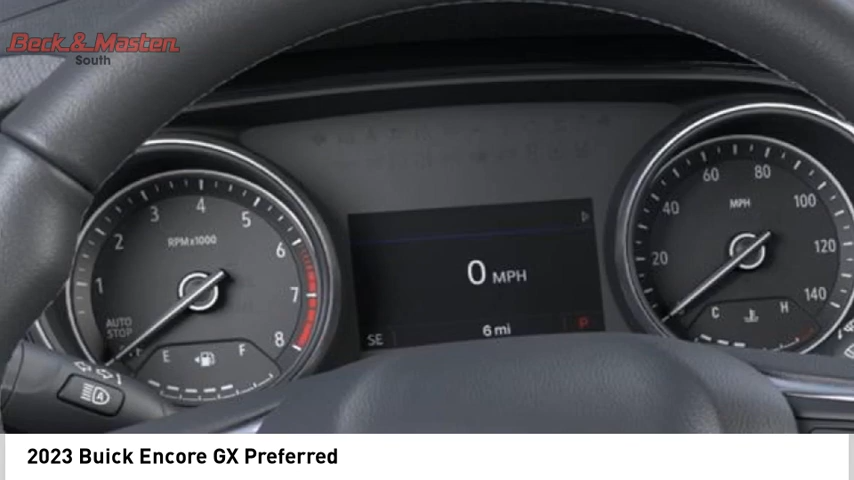 Beck & Masten
South
4
3
5
2
6
RPMx1000
1
7
AUTO
STOP
8
E
F
0 MPH
SE
6 mi
P
60
80
40
MPH
100
20
120
140
C
H
A
2023 Buick Encore GX Preferred